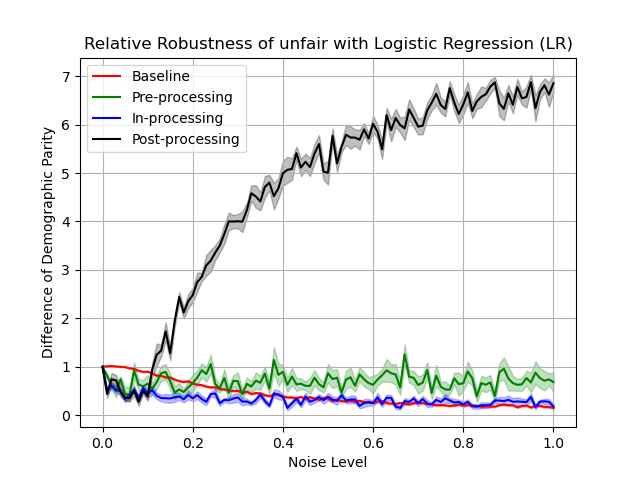 Relative Robustness of unfair with Logistic Regression (LR)
Baseline
Pre-processing
In-processing
Post-processing
Difference of Demographic Parity
7
6
5
4
3
2
1
0
0.0 0.2 0.4 0.6 0.8 1.0
Noise Level